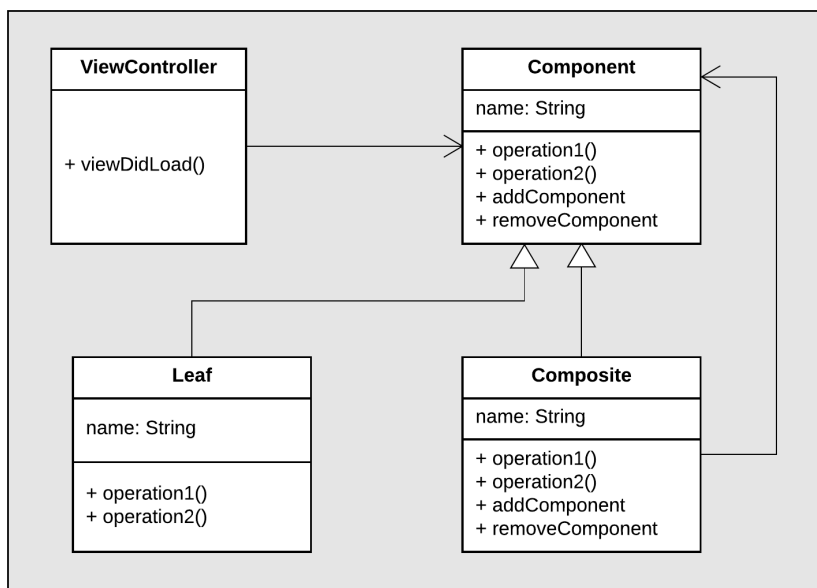 ViewController
+ viewDidLoad()
Component
name: String
+ operation1()
+ operation2()
+ addComponent
+ removeComponent
Leaf
name: String
+ operation1()
+ operation2()
Composite
name: String
+ operation1()
+ operation2()
+ addComponent
+ removeComponent